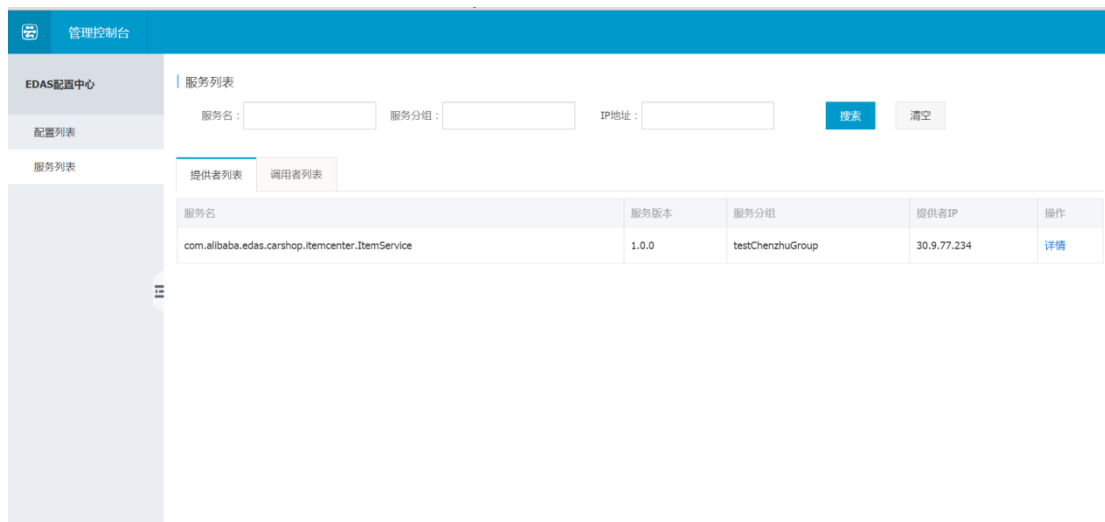 管理控制台
EDAS配置中心
配置列表
服务列表
服务列表
服务名： 服务分组： IP地址： 搜索 清空
提供者列表 调用者列表
服务名 服务版本 服务分组 提供者IP 操作
com.alibaba.edas.carshop.itemcenter.ItemService 1.0.0 testChenzhuGroup 30.9.77.234 详情